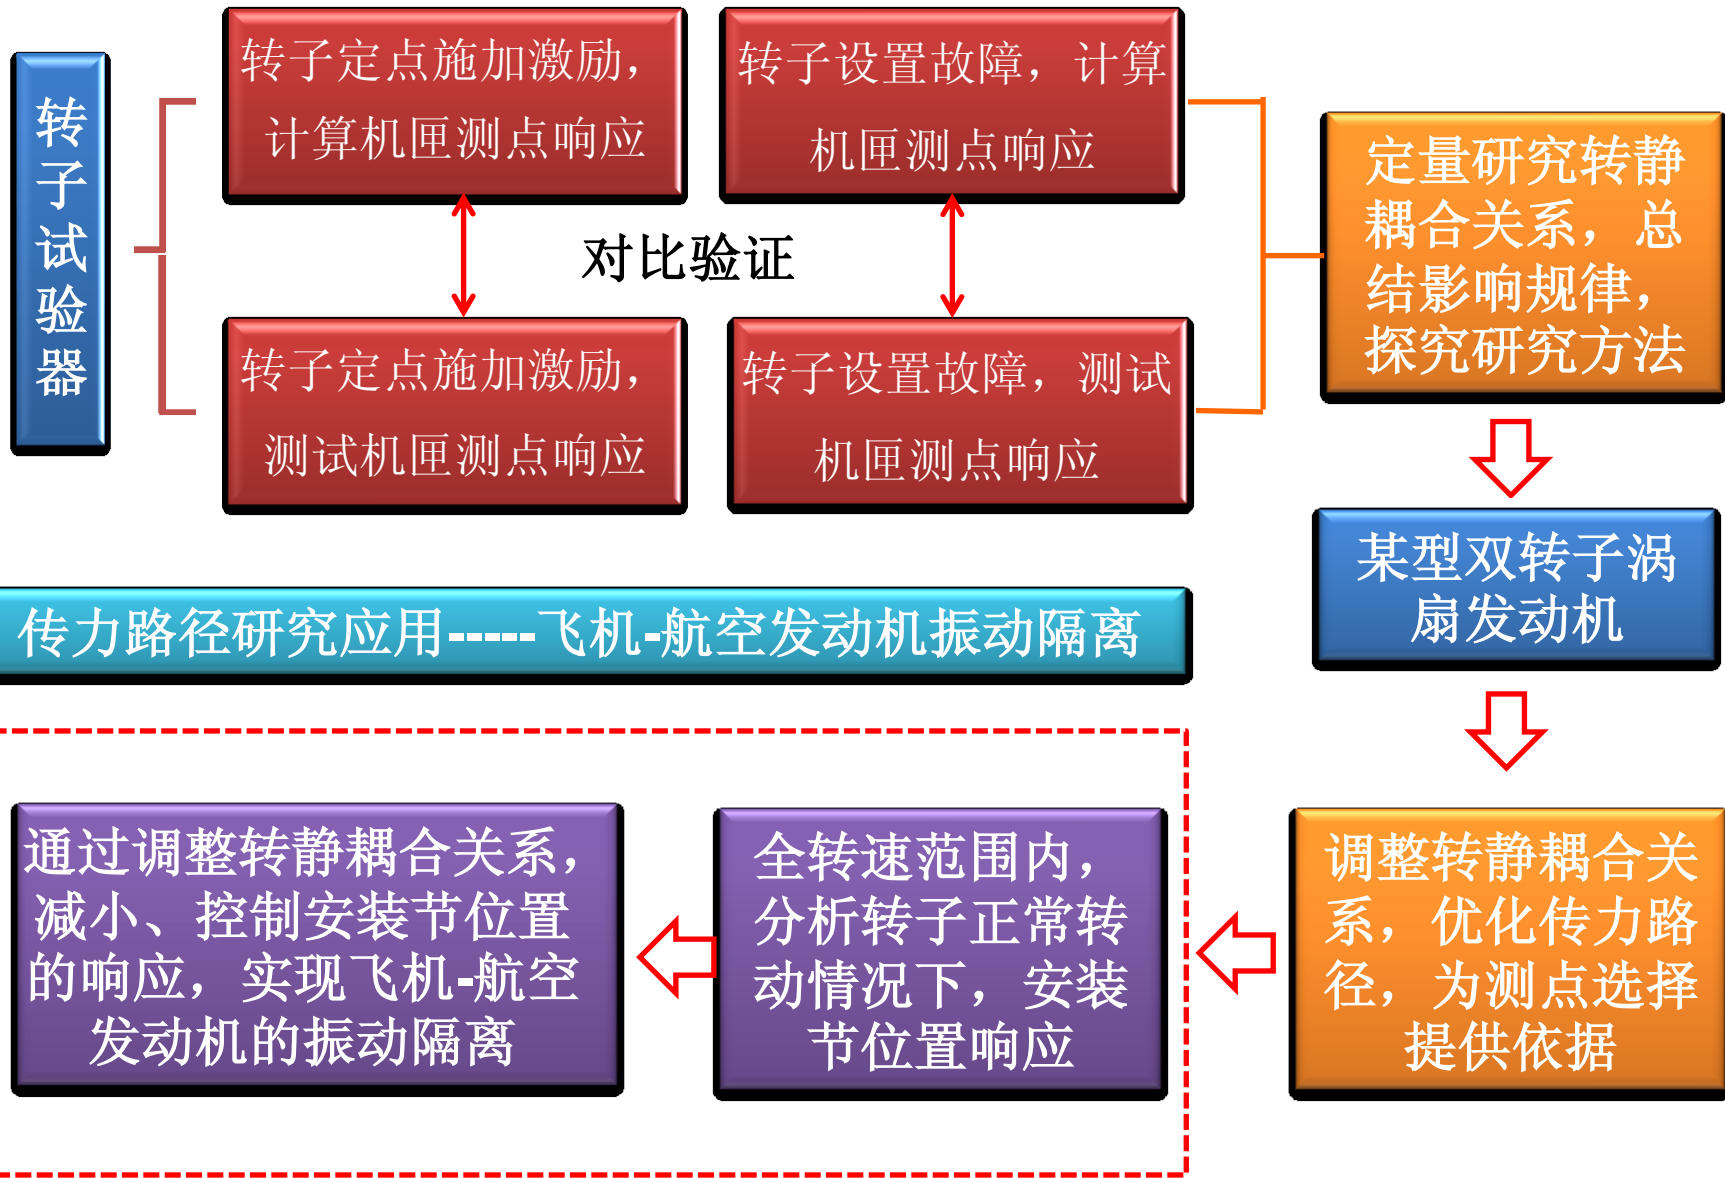 转子试验器
转子定点施加激励，
计算机匣测点响应
转子设置故障，计算
机匣测点响应
对比验证
转子定点施加激励，
测试机匣测点响应
转子设置故障，测试
机匣测点响应
定量研究转静
耦合关系，总
结影响规律，
探究研究方法
某型双转子涡
扇发动机
传力路径研究应用-----飞机-航空发动机振动隔离
调整转静耦合关
系，优化传力路
径，为测点选择
提供依据
全转速范围内，
分析转子正常转
动情况下，安装
节位置响应
通过调整转静耦合关系，
减小、控制安装节位置
的响应，实现飞机-航空
发动机的振动隔离